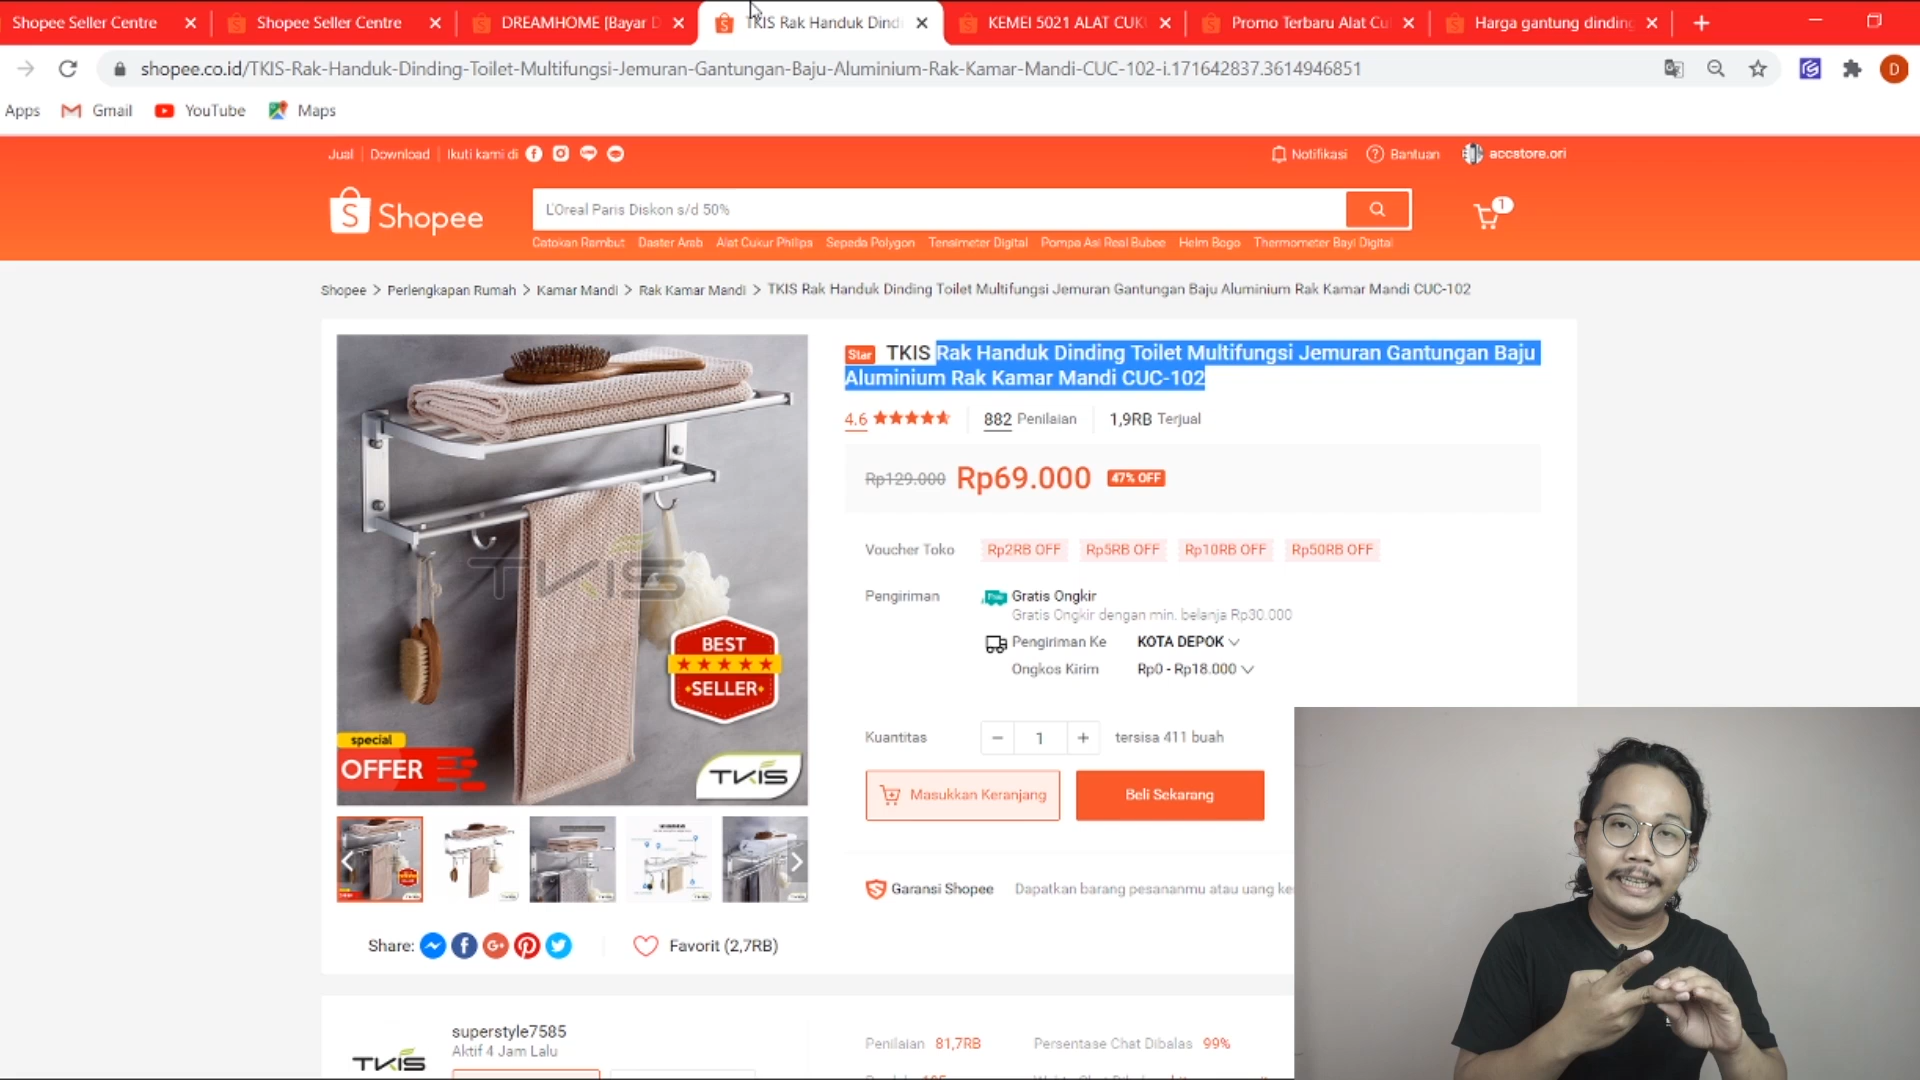 Shopee Seller Centre
Shopee Seller Centre
DREAMHOME [Bayar D
TKIS Rak Handuk Dind
KEMEI 5021 ALAT CUK
Promo Terbaru Alat Cu
Harga gantung dinding
shopee.co.id/TKIS-Rak-Handuk-Dinding-Toilet-Multifungsi-Jemuran-Gantungan-Baju-Aluminium-Rak-Kamar-Mandi-CUC-102-i.171642837.3614946851
D
Apps
Gmail
YouTube
Maps
Jual
Download
Ikuti kami di
Notifikasi
Bantuan
accstore.ori
Shopee
L'Oreal Paris Diskon s/d 50%
1
Catokan Rambut
Daster Arab
Alat Cukur Philips
Sepeda Polygon
Tensimeter Digital
Pompa Asi Real Bubee
Helm Bogo
Thermometer Bayi Digital
Shopee > Perlengkapan Rumah > Kamar Mandi > Rak Kamar Mandi > TKIS Rak Handuk Dinding Toilet Multifungsi Jemuran Gantungan Baju Aluminium Rak Kamar Mandi CUC-102
Star TKIS Rak Handuk Dinding Toilet Multifungsi Jemuran Gantungan Baju
Aluminium Rak Kamar Mandi CUC-102
4.6
882 Penilaian
1,9RB Terjual
Rp129.000 Rp69.000 47% OFF
Voucher Toko
Rp2RB OFF
Rp5RB OFF
Rp10RB OFF
Rp50RB OFF
Pengiriman
Gratis Ongkir
Gratis Ongkir dengan min. belanja Rp30.000
Pengiriman Ke
KOTA DEPOK
Ongkos Kirim
Rp0 - Rp18.000
Kuantitas
1
tersisa 411 buah
Masukkan Keranjang
Beli Sekarang
Garansi Shopee
Dapatkan barang pesananmu atau uang ke
TKIS
BEST
SELLER
special
OFFER
TKIS
Share:
Favorit (2,7RB)
TKIS
superstyle7585
Aktif 4 Jam Lalu
Penilaian 81,7RB
Persentase Chat Dibalas 99%